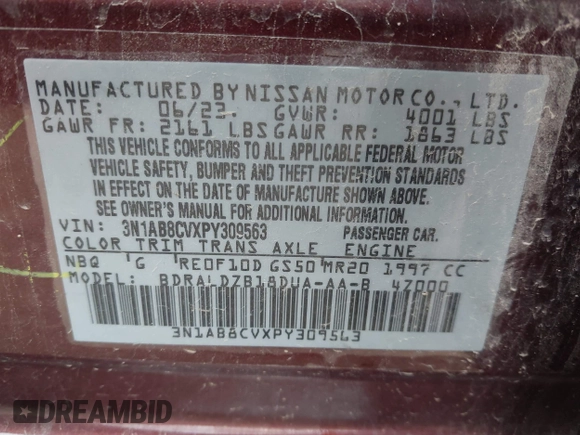 MANUFACTURED BY NISSAN MOTOR CO., LTD.
DATE: 06/23 GVWR: 4001 LBS
GAWR FR: 2161 LBS GAWR RR: 1863 LBS
THIS VEHICLE CONFORMS TO ALL APPLICABLE FEDERAL MOTOR
VEHICLE SAFETY, BUMPER AND THEFT PREVENTION STANDARDS
IN EFFECT ON THE DATE OF MANUFACTURE SHOWN ABOVE.
SEE OWNER'S MANUAL FOR ADDITIONAL INFORMATION
VIN: 3N1AB8CVXPY309563 PASSENGER CAR.
COLOR TRIM TRANS AXLE ENGINE
NBQ 'G 'RE0F10D GS50 MR20 1997 CC
MODEL: BDRALDZB18DUA-AA-B 4Z000
3N1AB8CVXPY309563
DREAMBID